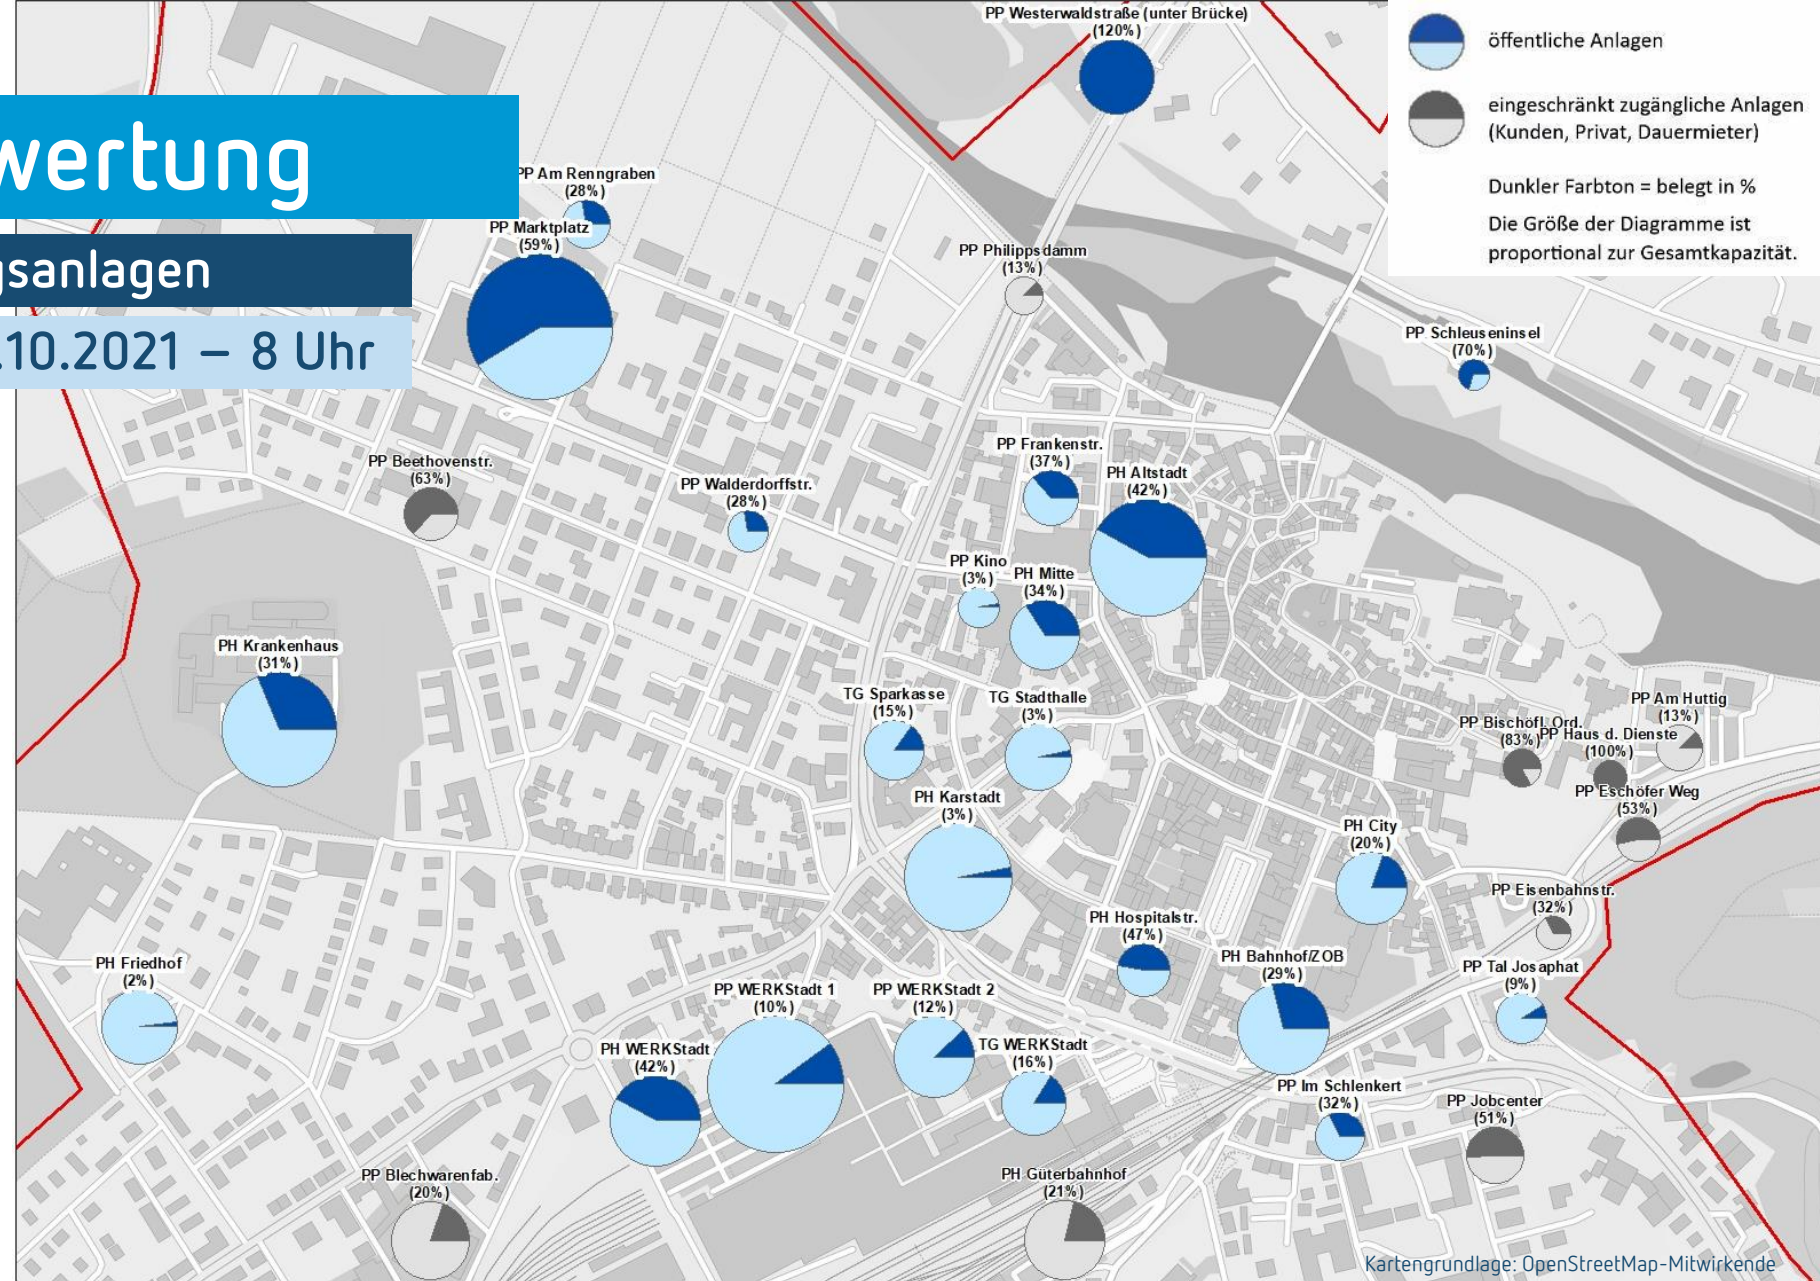 wertung
gsanlagen
.10.2021 – 8 Uhr
öffentliche Anlagen
eingeschränkt zugängliche Anlagen
(Kunden, Privat, Dauermieter)
Dunkler Farbton = belegt in %
Die Größe der Diagramme ist
proportional zur Gesamtkapazität.
PP Westerwaldstraße (unter Brücke)
(120%)
PP Am Renngraben
(28%)
PP Marktplatz
(59%)
PP Philippsdamm
(13%)
PP Schleuseninsel
(70%)
PP Beethovenstr.
(63%)
PP Walderdorffstr.
(28%)
PP Frankenstr.
(37%)
PH Altstadt
(42%)
PP Kino
(3%)
PH Mitte
(34%)
PH Krankenhaus
(31%)
TG Sparkasse
(15%)
TG Stadthalle
(3%)
PP Am Huttig
(13%)
PP Bischöfl. Ord.
(83%)
PP Haus d. Dienste
(100%)
PP Eschöfer Weg
(53%)
PH Karstadt
(3%)
PH City
(20%)
PP Eisenbahnstr.
(32%)
PH Hospitalstr.
(47%)
PH Bahnhof/ZOB
(29%)
PP Tal Josaphat
(9%)
PH Friedhof
(2%)
PP WERKStadt 1
(10%)
PP WERKStadt 2
(12%)
PH WERKStadt
(42%)
TG WERKStadt
(16%)
PP Im Schlenkert
(32%)
PP Jobcenter
(51%)
PP Blechwarenfab.
(20%)
PH Güterbahnhof
(21%)
Kartengrundlage: OpenStreetMap-Mitwirkende